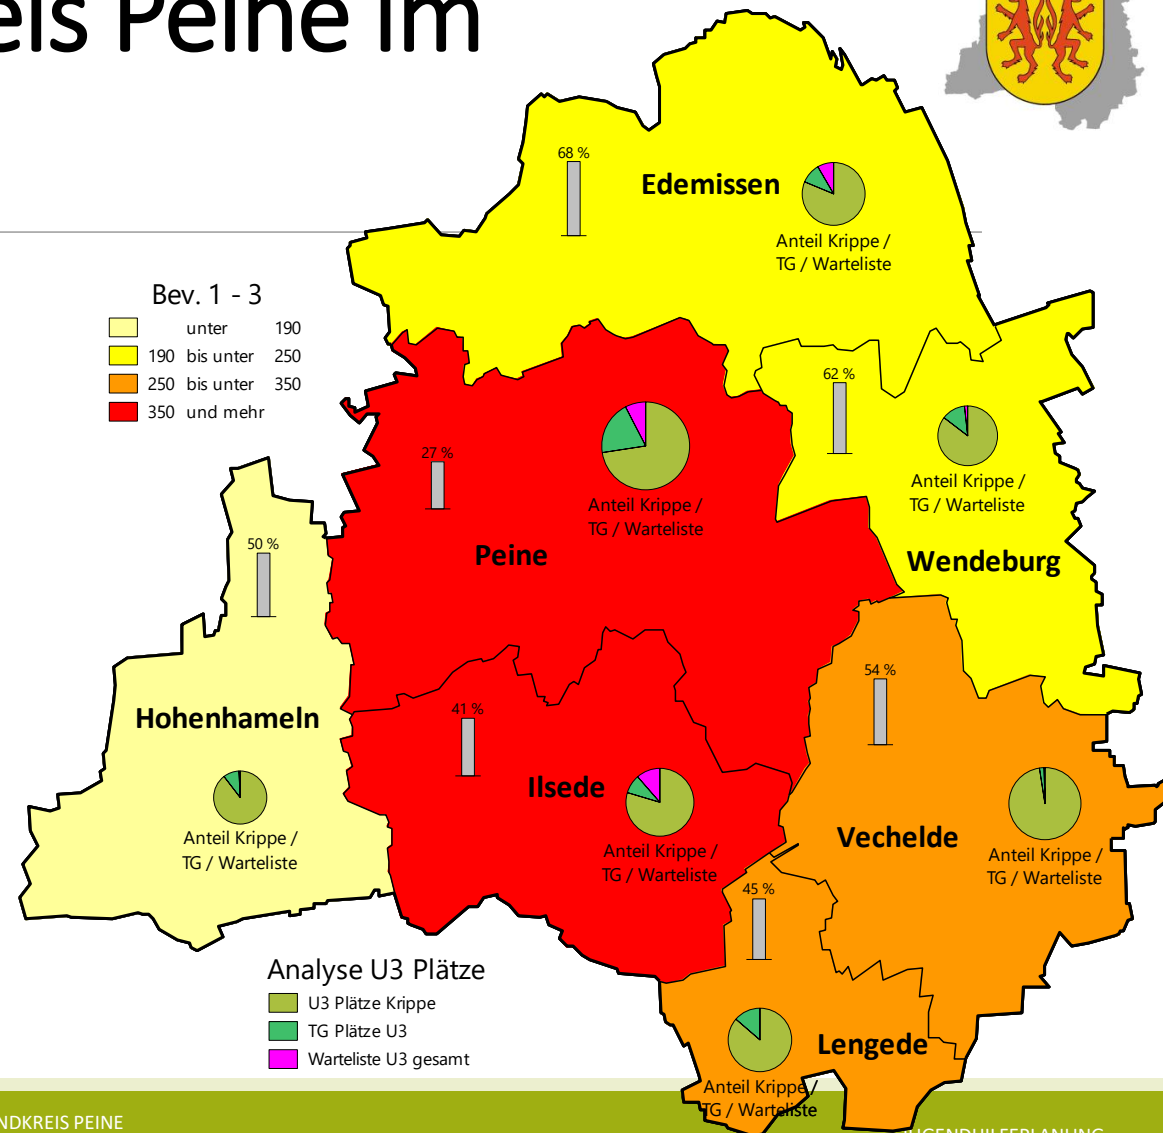 eis Peine im
68 %
Edemissen
Anteil Krippe /
TG / Warteliste
Bev. 1 - 3
unter 190
190 bis unter 250
250 bis unter 350
350 und mehr
62 %
Anteil Krippe /
TG / Warteliste
Wendeburg
27 %
Anteil Krippe /
TG / Warteliste
Peine
50 %
Hohenhameln
Anteil Krippe /
TG / Warteliste
41 %
Ilsede
Anteil Krippe /
TG / Warteliste
54 %
Vechelde
Anteil Krippe /
TG / Warteliste
45 %
Lengede
Anteil Krippe /
TG / Warteliste
Analyse U3 Plätze
U3 Plätze Krippe
TG Plätze U3
Warteliste U3 gesamt
NDKREIS PEINE
UGENDHILFEPLANUNG